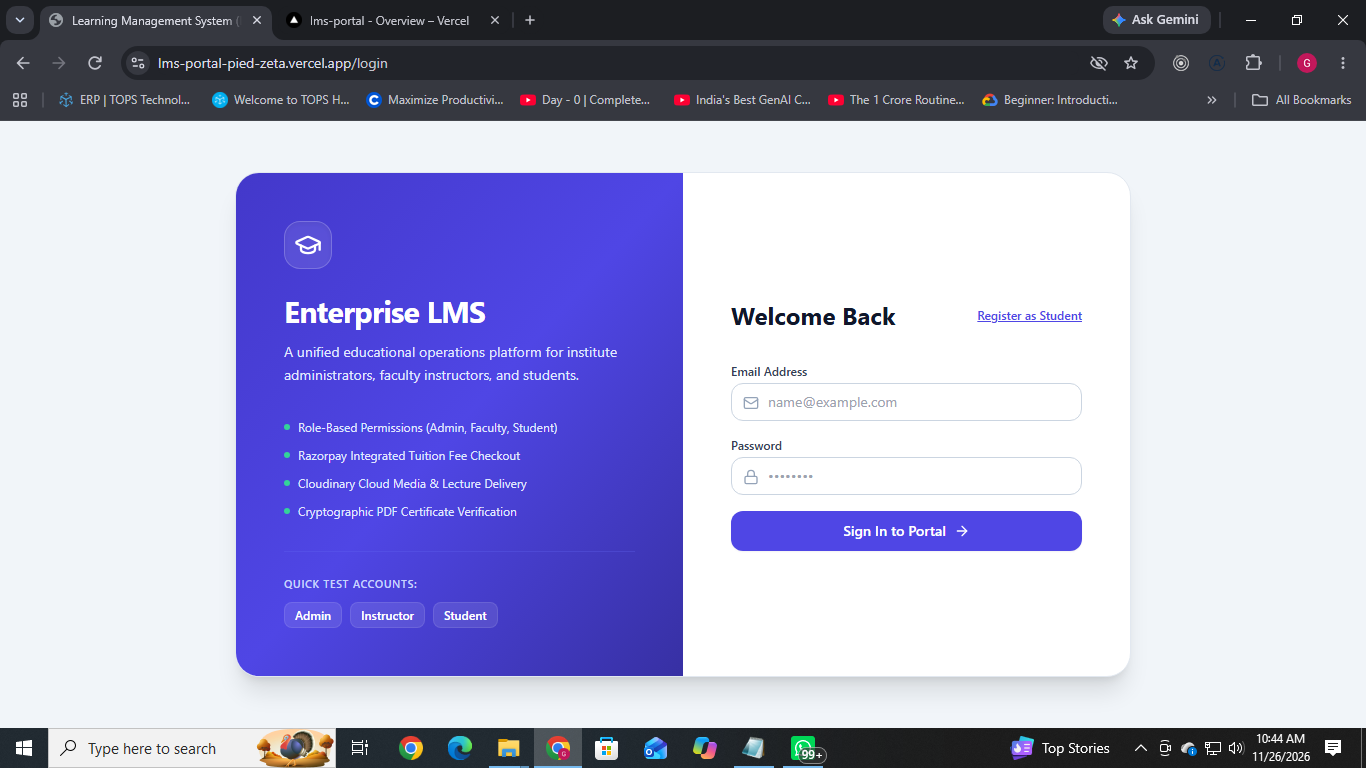 Learning Management System (
lms-portal - Overview – Vercel
Ask Gemini
lms-portal-pied-zeta.vercel.app/login
G
ERP | TOPS Technol...
Welcome to TOPS H...
Maximize Productivi...
Day - 0 | Complete...
India's Best GenAI C...
The 1 Crore Routine...
Beginner: Introducti...
All Bookmarks
Enterprise LMS
A unified educational operations platform for institute
administrators, faculty instructors, and students.
Role-Based Permissions (Admin, Faculty, Student)
Razorpay Integrated Tuition Fee Checkout
Cloudinary Cloud Media & Lecture Delivery
Cryptographic PDF Certificate Verification
QUICK TEST ACCOUNTS:
Admin
Instructor
Student
Welcome Back
Register as Student
Email Address
name@example.com
Password
••••••••
Sign In to Portal
Type here to search
99+
Top Stories
10:44 AM
11/26/2026